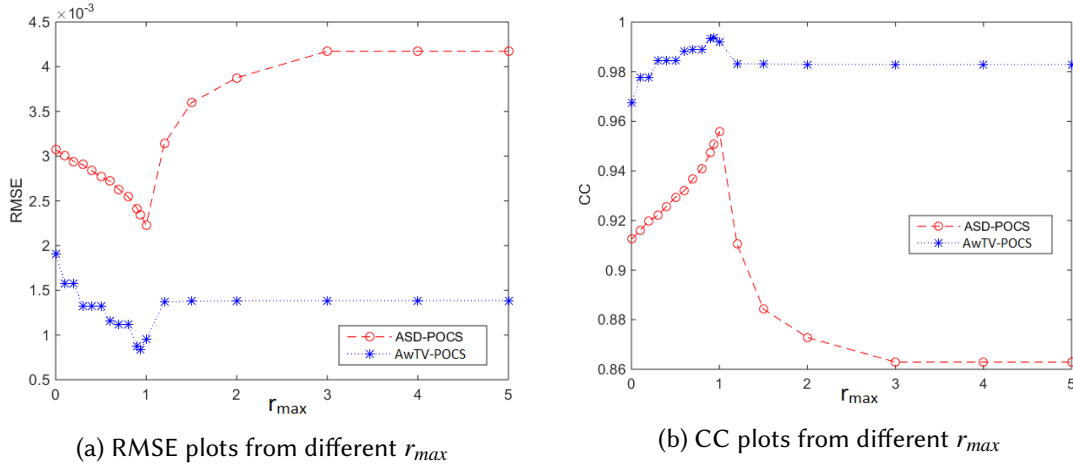 ×10⁻³
4.5
4
3.5
3
2.5
2
1.5
1
0.5
RMSE
0 1 2 3 4 5
r_max
ASD-POCS
AwTV-POCS
(a) RMSE plots from different r_max
1
0.98
0.96
0.94
0.92
0.9
0.88
0.86
CC
0 1 2 3 4 5
r_max
ASD-POCS
AwTV-POCS
(b) CC plots from different r_max